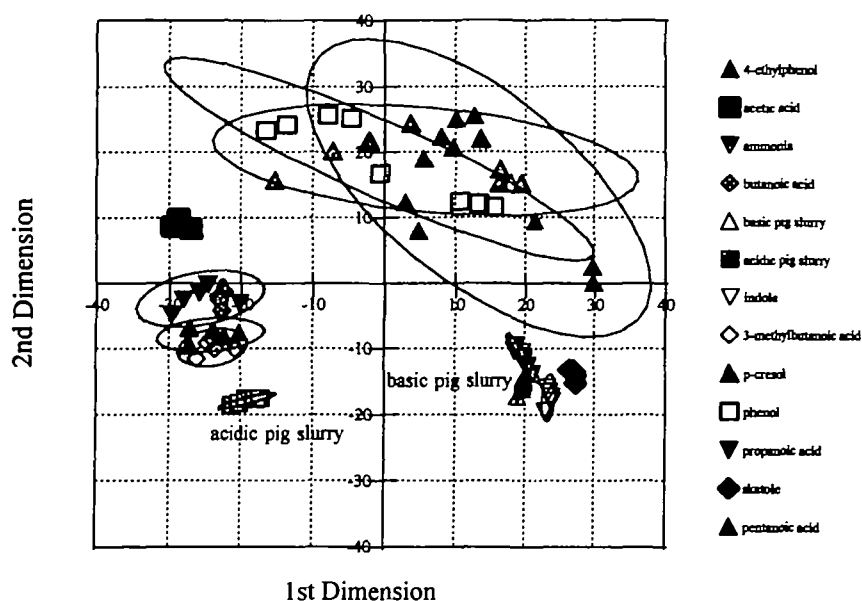 40
30
20
10
-40 -10 10 20 30 40
-10
-20
-30
-40
basic pig slurry
acidic pig slurry
2nd Dimension
1st Dimension
4-ethylphenol
acetic acid
ammonia
butanoic acid
basic pig slurry
acidic pig slurry
indole
3-methylbutanoic acid
p-cresol
phenol
propanoic acid
skatole
pentanoic acid